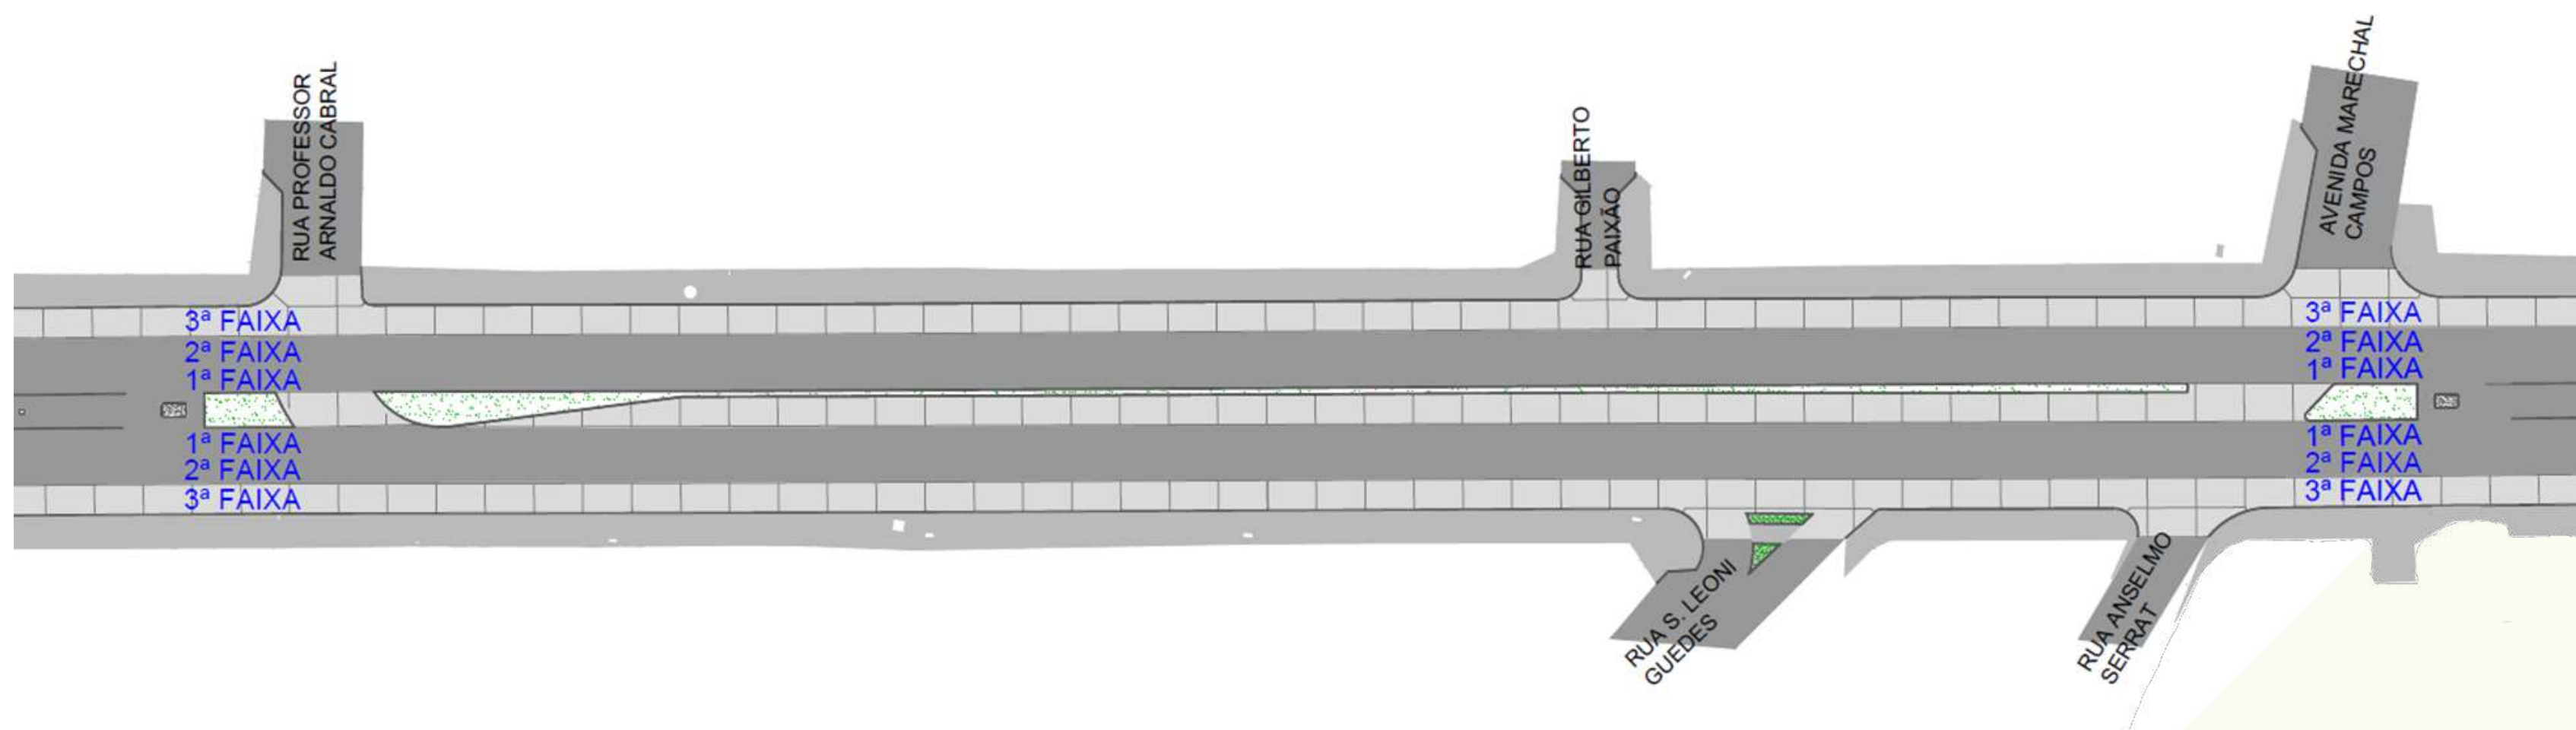 RUA PROFESSOR
ARNALDO CABRAL
RUA GILBERTO
PAIXÃO
AVENIDA MARECHAL
CAMPOS
3ª FAIXA
2ª FAIXA
1ª FAIXA
3ª FAIXA
2ª FAIXA
1ª FAIXA
1ª FAIXA
2ª FAIXA
3ª FAIXA
1ª FAIXA
2ª FAIXA
3ª FAIXA
RUA S. LEONI
GUEDES
RUA ANSELMO
SERRAT